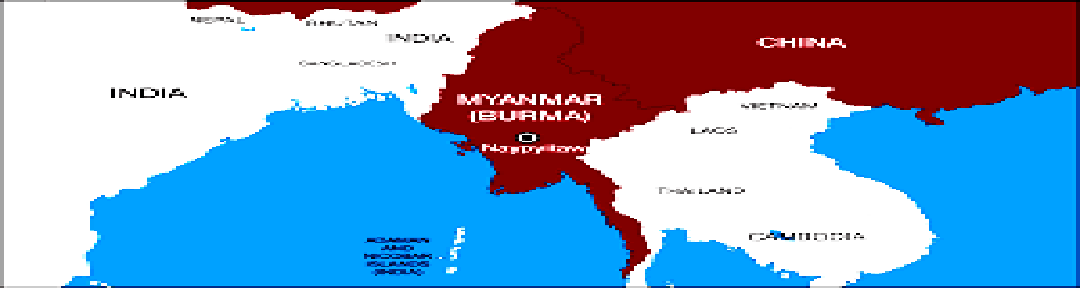 NEPAL
BHUTAN
INDIA
CHINA
BANGLADESH
INDIA
MYANMAR
(BURMA)
VIETNAM
LAOS
Naypyitaw
THAILAND
CAMBODIA
ANDAMAN
AND
NICOBAR
ISLANDS
(INDIA)